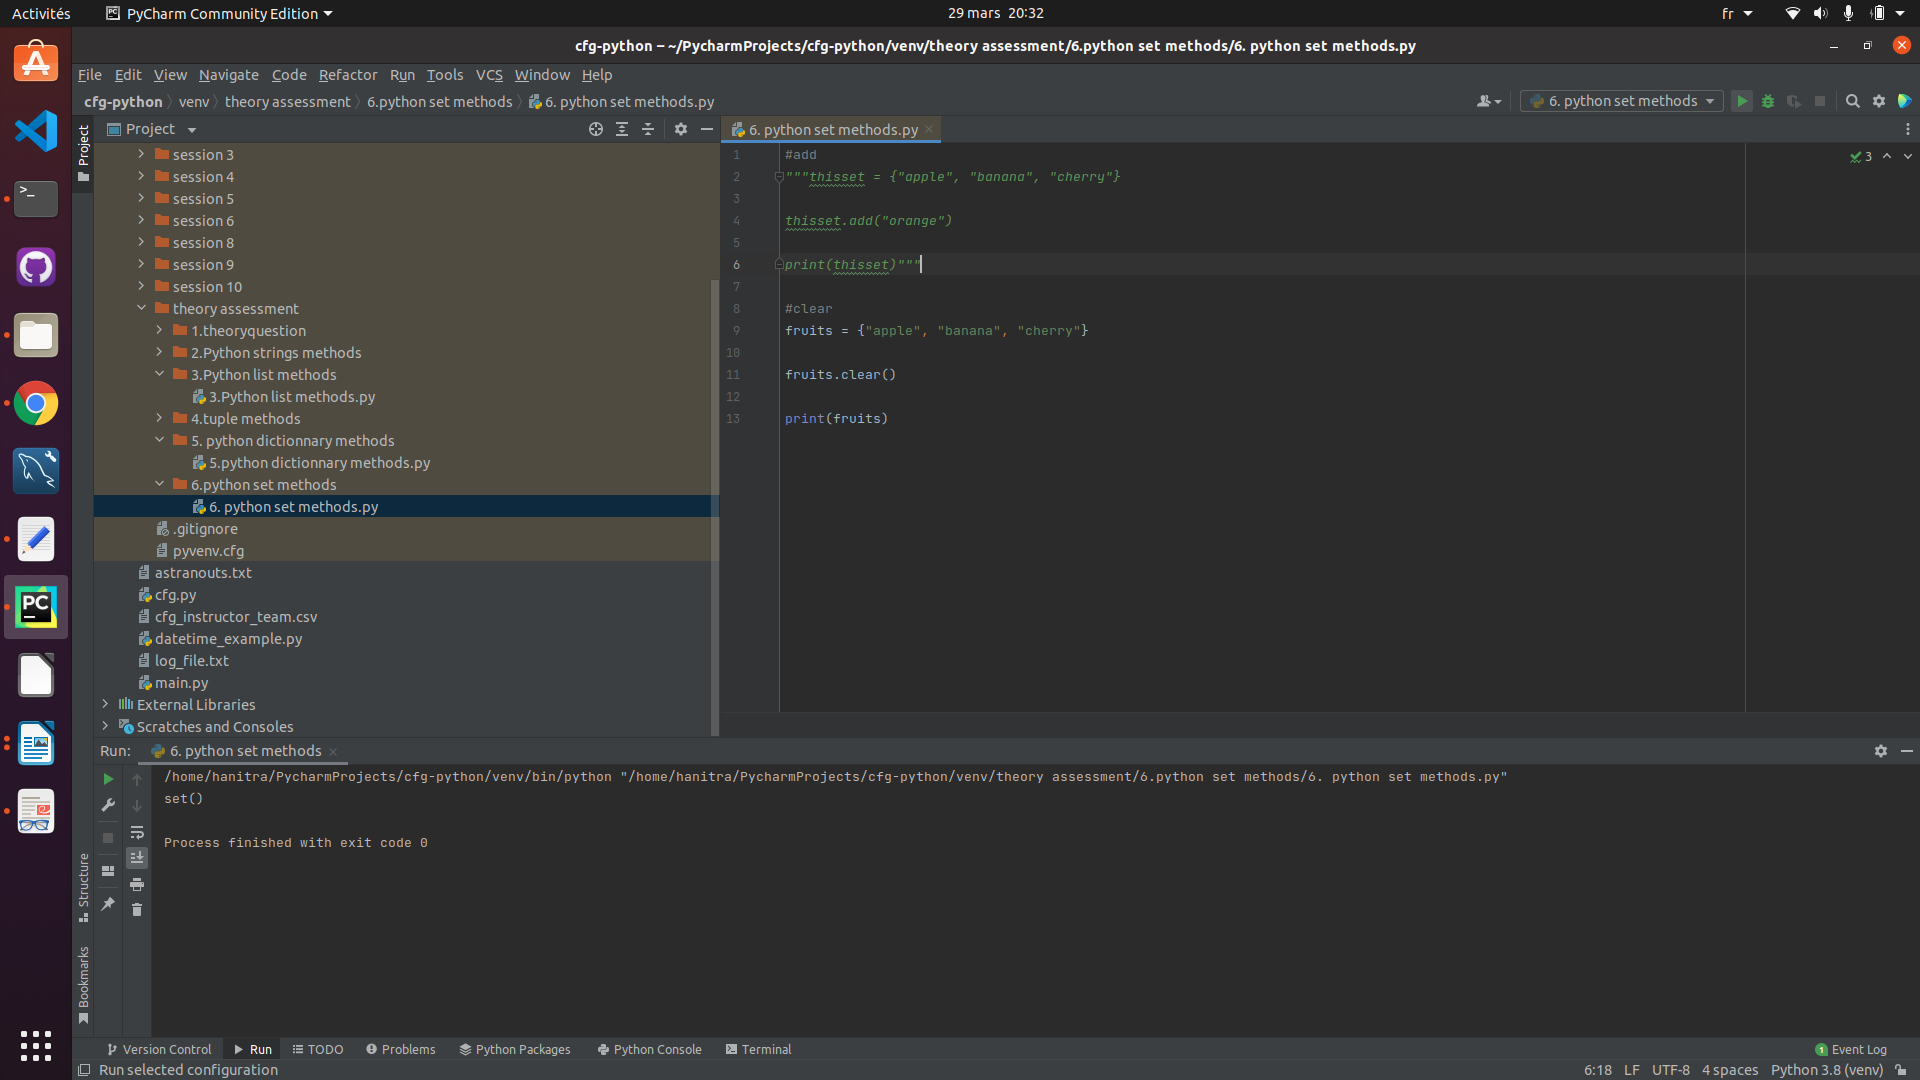 Activités
PyCharm Community Edition
29 mars 20:32
fr
cfg-python – ~/PycharmProjects/cfg-python/venv/theory assessment/6.python set methods/6. python set methods.py
File Edit View Navigate Code Refactor Run Tools VCS Window Help
cfg-python venv theory assessment 6.python set methods 6. python set methods.py
6. python set methods
Project
Project
session 3
session 4
session 5
session 6
session 8
session 9
session 10
theory assessment
1.theoryquestion
2.Python strings methods
3.Python list methods
3.Python list methods.py
4.tuple methods
5. python dictionnary methods
5.python dictionnary methods.py
6.python set methods
6. python set methods.py
.gitignore
pyvenv.cfg
astranouts.txt
cfg.py
cfg_instructor_team.csv
datetime_example.py
log_file.txt
main.py
External Libraries
Scratches and Consoles
6. python set methods.py
3
1 #add
2 """thisset = {"apple", "banana", "cherry"}
3
4 thisset.add("orange")
5
6 print(thisset)"""
7
8 #clear
9 fruits = {"apple", "banana", "cherry"}
10
11 fruits.clear()
12
13 print(fruits)
PC
Run: 6. python set methods
/home/hanitra/PycharmProjects/cfg-python/venv/bin/python "/home/hanitra/PycharmProjects/cfg-python/venv/theory assessment/6.python set methods/6. python set methods.py"
set()
Process finished with exit code 0
Structure
Bookmarks
Version Control Run TODO Problems Python Packages Python Console Terminal
1 Event Log
Run selected configuration
6:18 LF UTF-8 4 spaces Python 3.8 (venv)